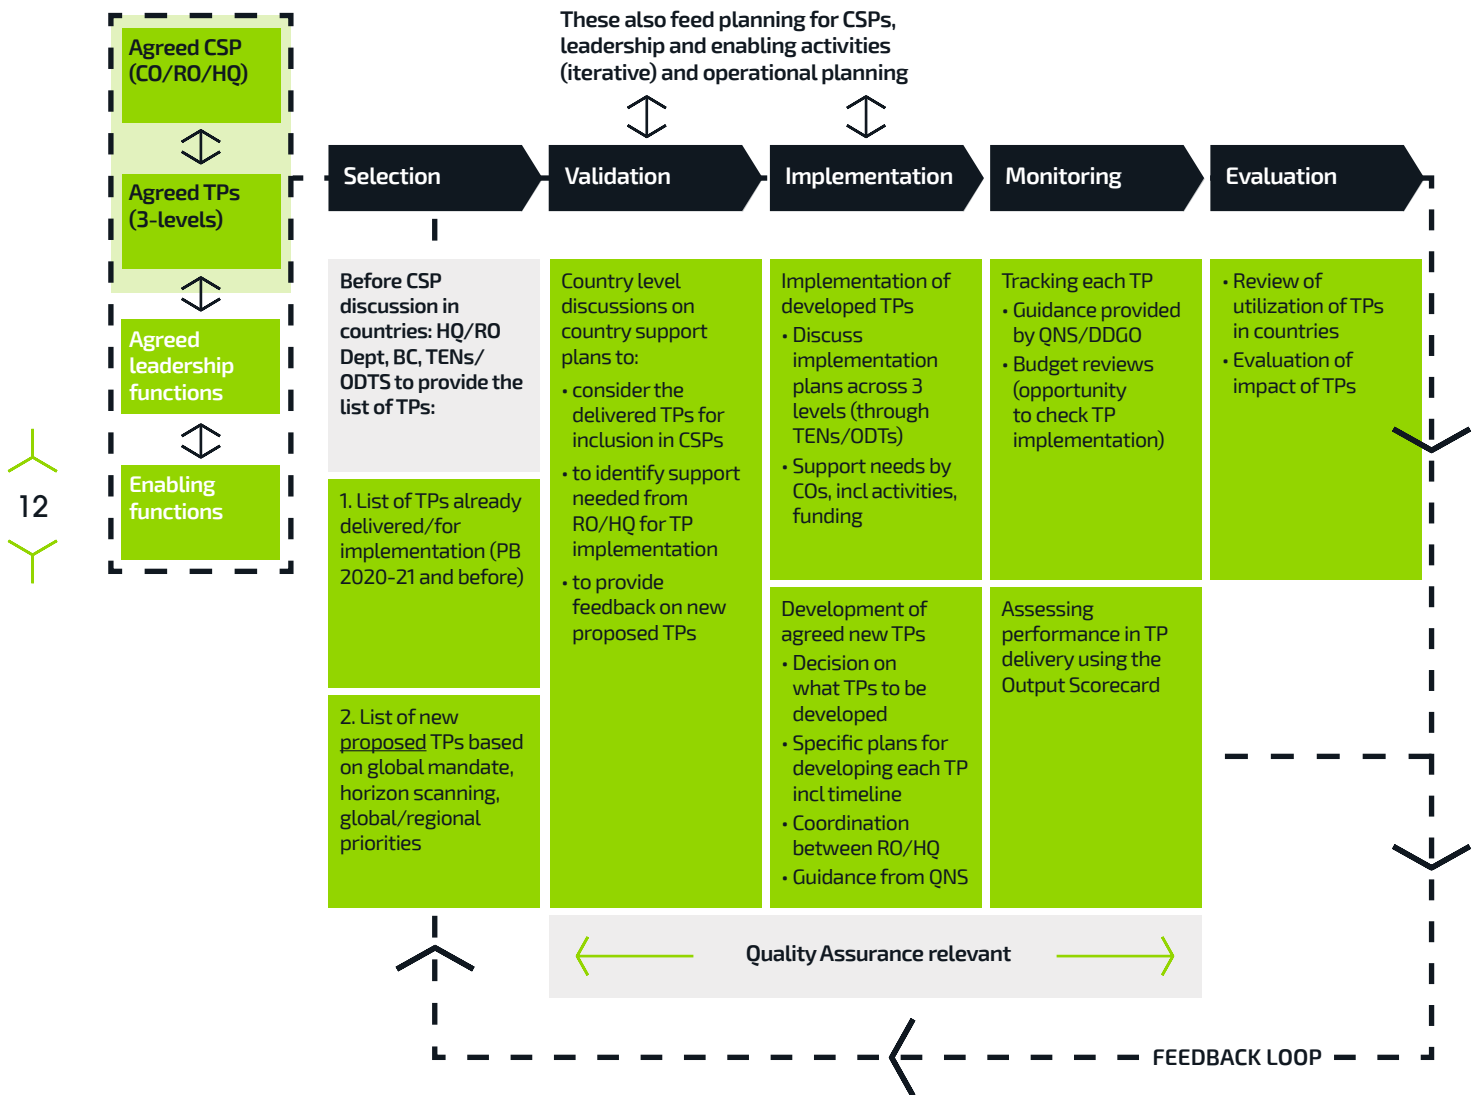 These also feed planning for CSPs,
leadership and enabling activities
(iterative) and operational planning
Agreed CSP
(CO/RO/HQ)
Agreed TPs
(3-levels)
Agreed
leadership
functions
Enabling
functions
12
Selection
Validation
Implementation
Monitoring
Evaluation
Before CSP
discussion in
countries: HQ/RO
Dept, BC, TENs/
ODTS to provide the
list of TPs:
1. List of TPs already
delivered/for
implementation (PB
2020-21 and before)
2. List of new
proposed TPs based
on global mandate,
horizon scanning,
global/regional
priorities
Country level
discussions on
country support
plans to:
• consider the
delivered TPs for
inclusion in CSPs
• to identify support
needed from
RO/HQ for TP
implementation
• to provide
feedback on new
proposed TPs
Implementation of
developed TPs
• Discuss
implementation
plans across 3
levels (through
TENs/ODTs)
• Support needs by
COs, incl activities,
funding
Development of
agreed new TPs
• Decision on
what TPs to be
developed
• Specific plans for
developing each TP
incl timeline
• Coordination
between RO/HQ
• Guidance from QNS
Tracking each TP
• Guidance provided
by QNS/DDGO
• Budget reviews
(opportunity
to check TP
implementation)
Assessing
performance in TP
delivery using the
Output Scorecard
• Review of
utilization of TPs
in countries
• Evaluation of
impact of TPs
Quality Assurance relevant
FEEDBACK LOOP